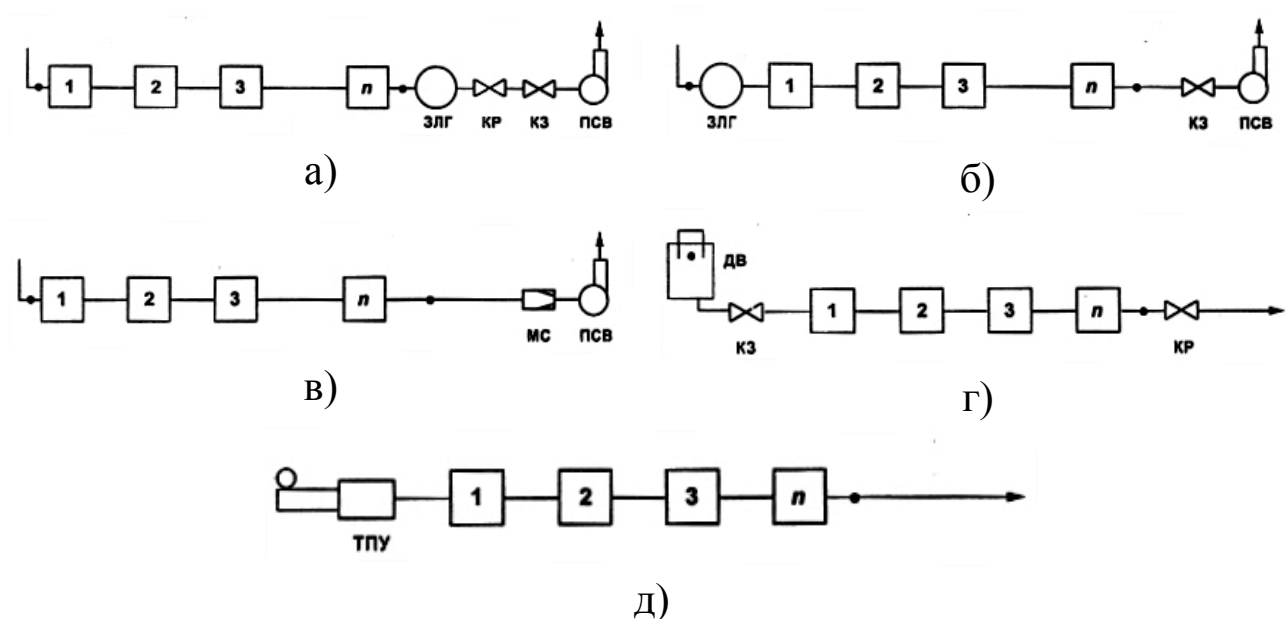 1 2 3 n ЗЛГ КР КЗ ПСВ
а)
ЗЛГ 1 2 3 n КЗ ПСВ
б)
1 2 3 n МС ПСВ
в)
ДВ КЗ 1 2 3 n КР
г)
ТПУ 1 2 3 n
д)